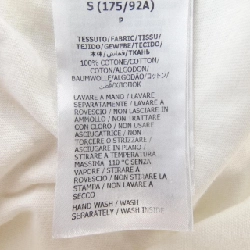 S (175/92A)
P
TESSUTO/FABRIC/TISSU/
TEJIDO/GEWEBE/TECIDO/
100% COTONE/COTTON
COTON/ALGODON/
BAUMWOLLE/ALGODAO/
LAVARE A MANO / LAVARE
SEPARATAMENTE / LAVARE A
ROVESCIO / NON LASCIARE IN
AMMOLLO / NON TRATTARE
CON CLORO / NON USARE
ASCIUGATRICE / NON
TORCERE O STRIZZARE /
ASCIUGARE IN PIANO /
STIRARE A TEMPERATURA
MASSIMA 110 °C SENZA
VAPORE / STIRARE A
ROVESCIO / NON STIRARE LA
STAMPA / NON LAVARE A
SECCO
HAND WASH / WASH
SEPARATELY / WASH INSIDE